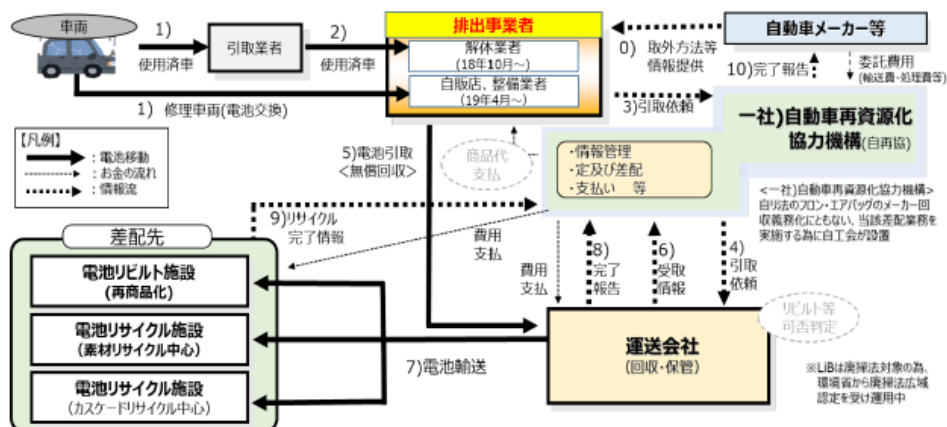 車両
1)
使用済車
引取業者
2)
使用済車
排出事業者
解体業者
(18年10月～)
自販店、整備業者
(19年4月～)
1) 修理車両(電池交換)
0) 取外方法等
情報提供
自動車メーカー等
10)完了報告
委託費用
(輸送費・処理費等)
3)引取依頼
一社)自動車再資源化
協力機構(自再協)
【凡例】
：電池移動
：お金の流れ
：情報流
5)電池引取
<無償回収>
商品代
支払
・情報管理
・定及び差配
・支払い 等
<一社)自動車再資源化協力機構>
自リ法のフロン・エアバッグのメーカー回
収義務化にともない、当該差配業務を
実施する為に自工会が設置
9)リサイクル
完了情報
費用
支払
費用
支払
8)
完了
報告
6)
受取
情報
4)
引取
依頼
差配先
電池リビルト施設
(再商品化)
電池リサイクル施設
(素材リサイクル中心)
電池リサイクル施設
(カスケードリサイクル中心)
7)電池輸送
運送会社
(回収・保管)
リビルト等
可否判定
※LiBは廃掃法対象の為、
環境省から廃掃法広域
認定を受け運用中